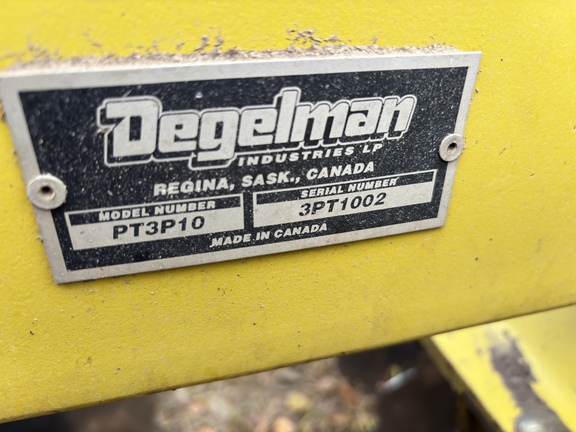 Degelman
INDUSTRIES LP
REGINA, SASK., CANADA
MODEL NUMBER
PT3P10
SERIAL NUMBER
3PT1002
MADE IN CANADA